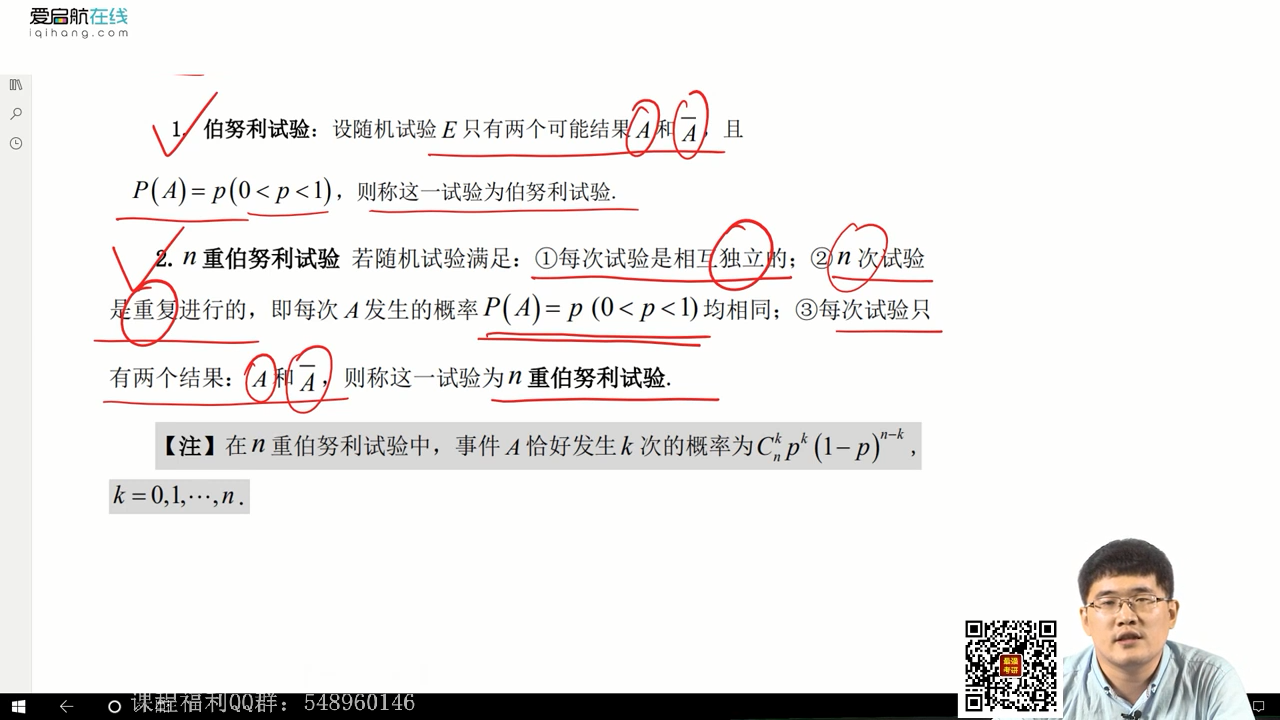 爱启航在线
iqihang.com
1. 伯努利试验：设随机试验 E 只有两个可能结果 A 和 A̅，且
P(A)= p(0<p<1)，则称这一试验为伯努利试验.
2. n 重伯努利试验 若随机试验满足：①每次试验是相互独立的；②n 次试验
是重复进行的，即每次 A 发生的概率 P(A)= p (0<p<1) 均相同；③每次试验只
有两个结果：A 和 A̅，则称这一试验为 n 重伯努利试验.
【注】在 n 重伯努利试验中，事件 A 恰好发生 k 次的概率为 Cₙᵏpᵏ(1−p)ⁿ⁻ᵏ，
k=0,1,⋯,n.
最强
考研
课程福利QQ群：548960146